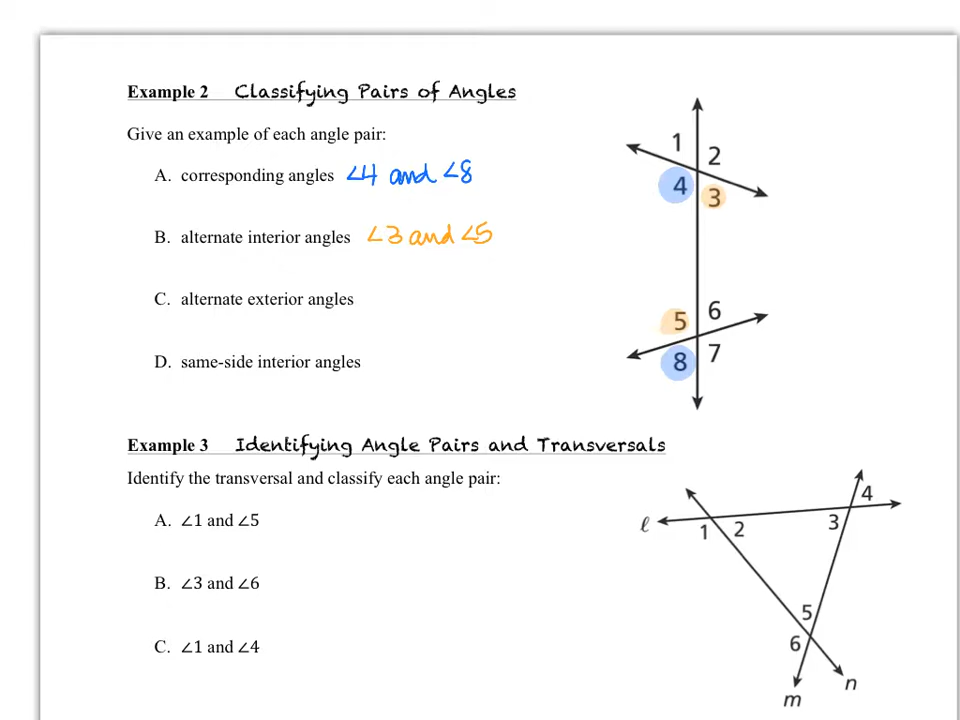 Example 2 Classifying Pairs of Angles
Give an example of each angle pair:
A. corresponding angles ∠4 and ∠8
B. alternate interior angles ∠3 and ∠5
C. alternate exterior angles
D. same-side interior angles
1
2
4
3
5
6
8
7
Example 3 Identifying Angle Pairs and Transversals
Identify the transversal and classify each angle pair:
A. ∠1 and ∠5
B. ∠3 and ∠6
C. ∠1 and ∠4
4
ℓ
1
2
3
5
6
m
n